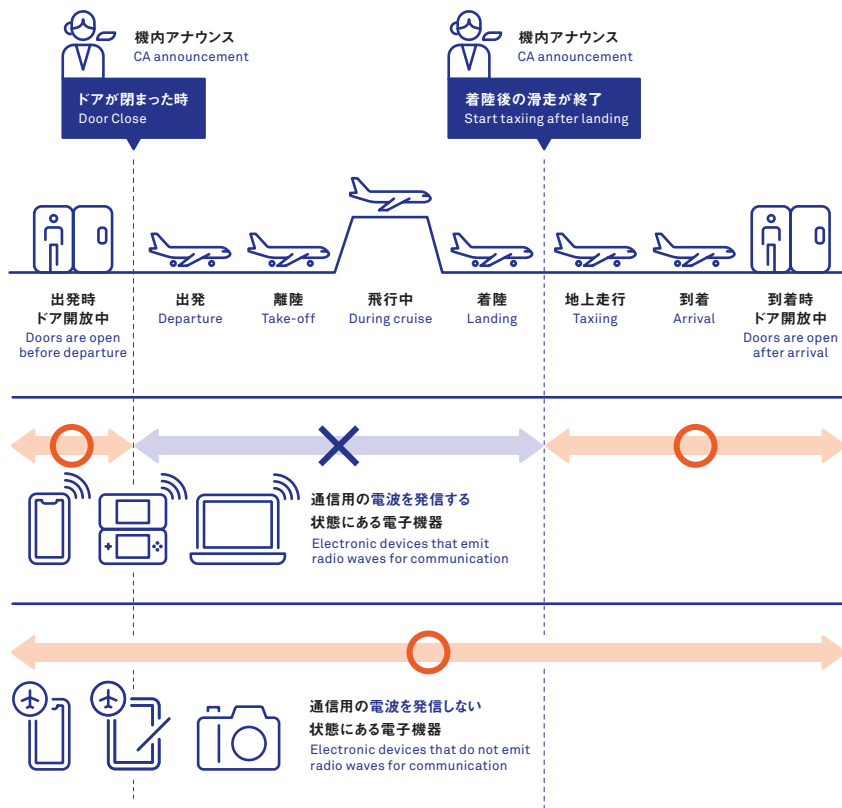 機内アナウンス
CA announcement
ドアが閉まった時
Door Close
機内アナウンス
CA announcement
着陸後の滑走が終了
Start taxiing after landing
出発時
ドア開放中
Doors are open
before departure
出発
Departure
離陸
Take-off
飛行中
During cruise
着陸
Landing
地上走行
Taxiing
到着
Arrival
到着時
ドア開放中
Doors are open
after arrival
通信用の電波を発信する
状態にある電子機器
Electronic devices that emit
radio waves for communication
通信用の電波を発信しない
状態にある電子機器
Electronic devices that do not emit
radio waves for communication